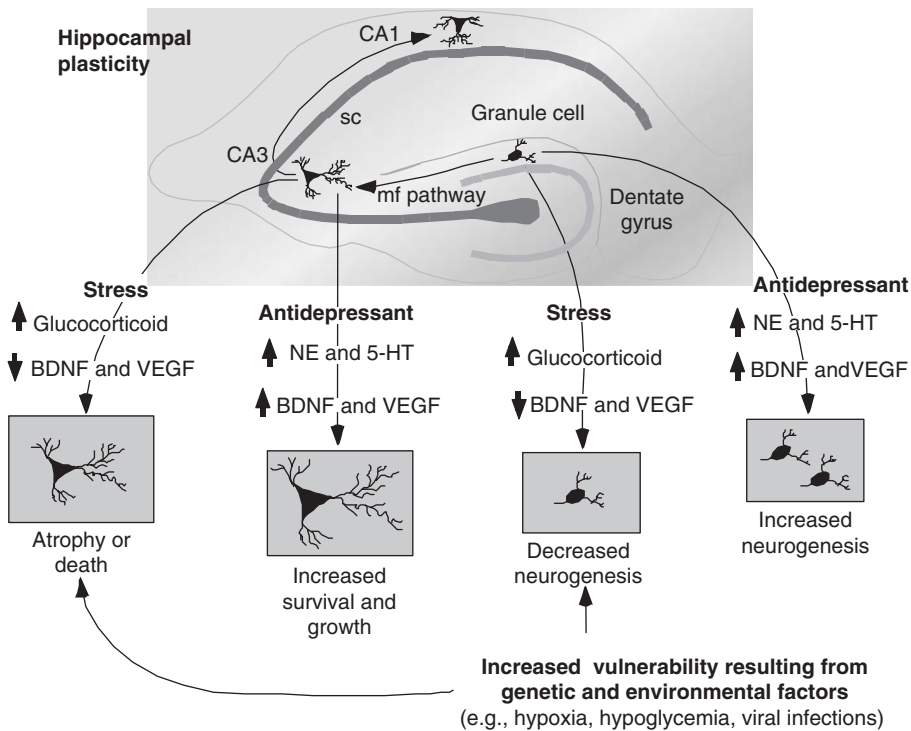 Hippocampal
plasticity
CA1
sc
Granule cell
CA3
mf pathway
Dentate
gyrus
Stress
Glucocorticoid
BDNF and VEGF
Atrophy or
death
Antidepressant
NE and 5-HT
BDNF and VEGF
Increased
survival and
growth
Stress
Glucocorticoid
BDNF and VEGF
Decreased
neurogenesis
Antidepressant
NE and 5-HT
BDNF andVEGF
Increased
neurogenesis
Increased vulnerability resulting from
genetic and environmental factors
(e.g., hypoxia, hypoglycemia, viral infections)